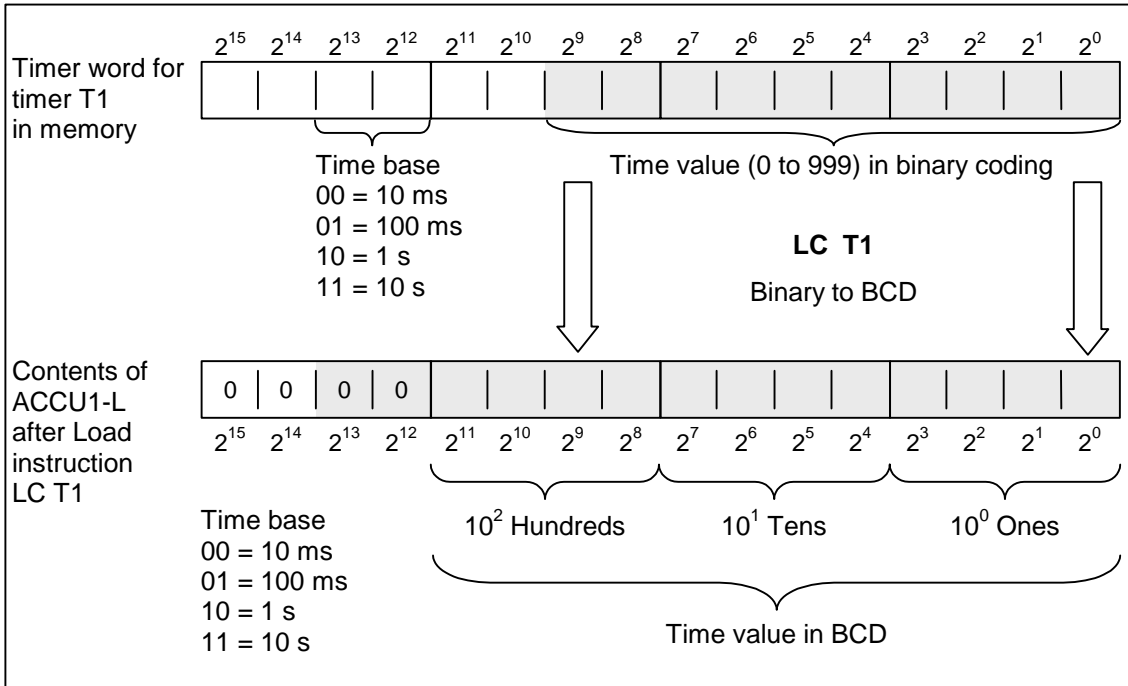 2¹⁵ 2¹⁴ 2¹³ 2¹² 2¹¹ 2¹⁰ 2⁹ 2⁸ 2⁷ 2⁶ 2⁵ 2⁴ 2³ 2² 2¹ 2⁰
Timer word for
timer T1
in memory
Time base
00 = 10 ms
01 = 100 ms
10 = 1 s
11 = 10 s
Time value (0 to 999) in binary coding
LC T1
Binary to BCD
Contents of
ACCU1-L
after Load
instruction
LC T1
0 0 0 0
2¹⁵ 2¹⁴ 2¹³ 2¹² 2¹¹ 2¹⁰ 2⁹ 2⁸ 2⁷ 2⁶ 2⁵ 2⁴ 2³ 2² 2¹ 2⁰
10² Hundreds 10¹ Tens 10⁰ Ones
Time base
00 = 10 ms
01 = 100 ms
10 = 1 s
11 = 10 s
Time value in BCD